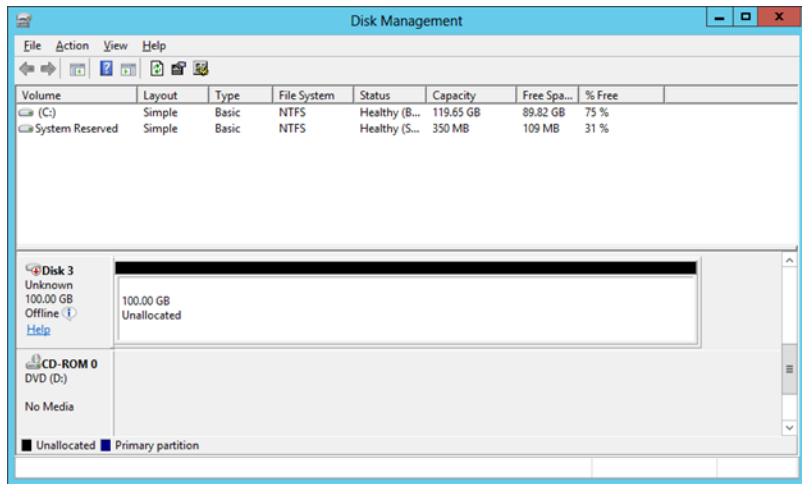 Disk Management
File Action View Help
Volume Layout Type File System Status Capacity Free Spa... % Free
(C:) Simple Basic NTFS Healthy (B... 119.65 GB 89.82 GB 75 %
System Reserved Simple Basic NTFS Healthy (S... 350 MB 109 MB 31 %
Disk 3
Unknown
100.00 GB
Offline
Help
100.00 GB
Unallocated
CD-ROM 0
DVD (D:)
No Media
Unallocated Primary partition